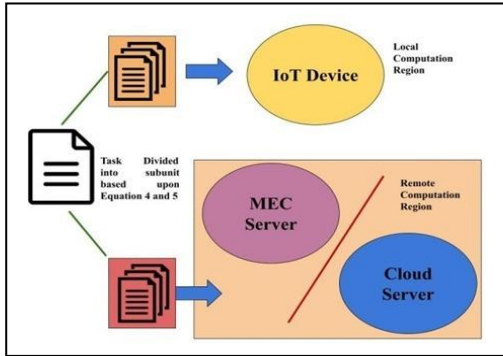 IoT Device
Local
Computation
Region
Task Divided
into subunit
based upon
Equation 4 and 5
MEC
Server
Remote
Computation
Region
Cloud
Server